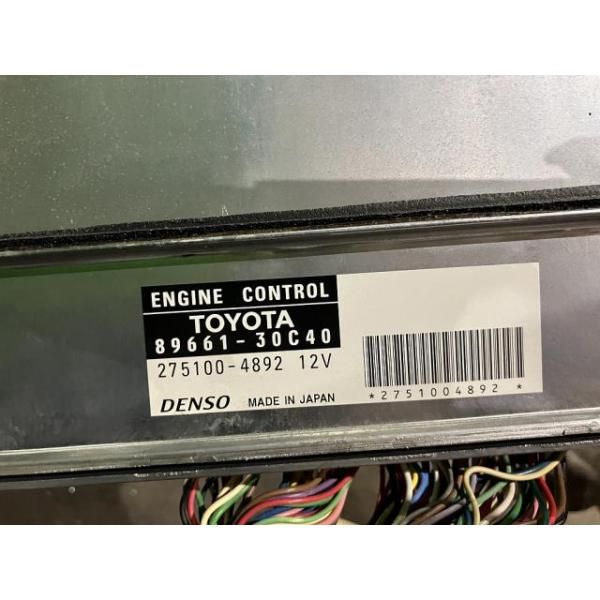 ENGINE CONTROL
TOYOTA
89661-30C40
275100-4892 12V
DENSO MADE IN JAPAN
*2751004892*